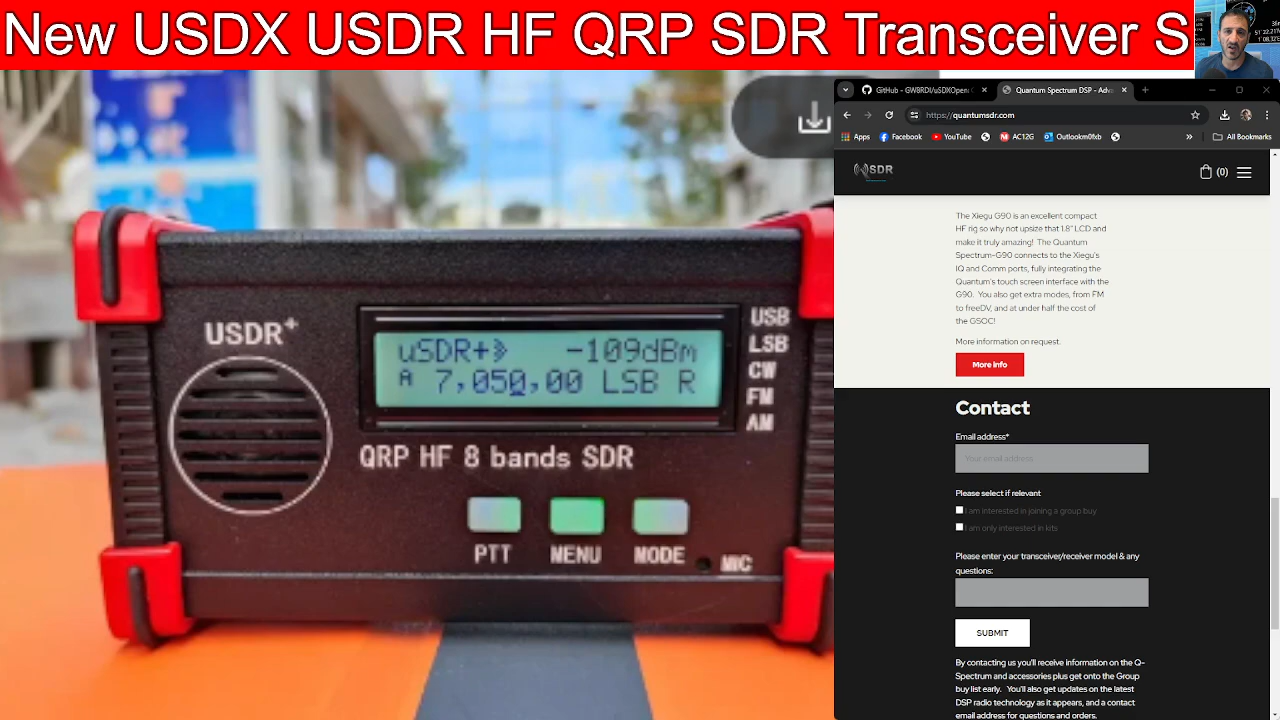 New USDX USDR HF QRP SDR Transceiver S
USDR+
uSDR+ -109dBm
A 7,050,00 LSB R
USB
LSB
CW
FM
AM
QRP HF 8 bands SDR
PTT MENU MODE MIC
GitHub - GW8RDI/uSDXOpen
Quantum Spectrum DSP - Adv
https://quantumsdr.com
Apps Facebook YouTube AC12G Outlookm0fxb » All Bookmarks
SDR
(0)
The Xiegu G90 is an excellent compact
HF rig so why not upsize that 1.8" LCD and
make it truly amazing! The Quantum
Spectrum-G90 connects to the Xiegu's
IQ and Comm ports, fully integrating the
Quantum's touch screen interface with the
G90. You also get extra modes, from FM
to freeDV, and at under half the cost of
the GSOC!
More information on request.
More Info
Contact
Email address*
Your email address
Please select if relevant
I am interested in joining a group buy
I am only interested in kits
Please enter your transceiver/receiver model & any
questions:
SUBMIT
By contacting us you'll receive information on the Q-
Spectrum and accessories plus get onto the Group
buy list early. You'll also get updates on the latest
DSP radio technology as it appears, and a contact
email address for questions and orders.